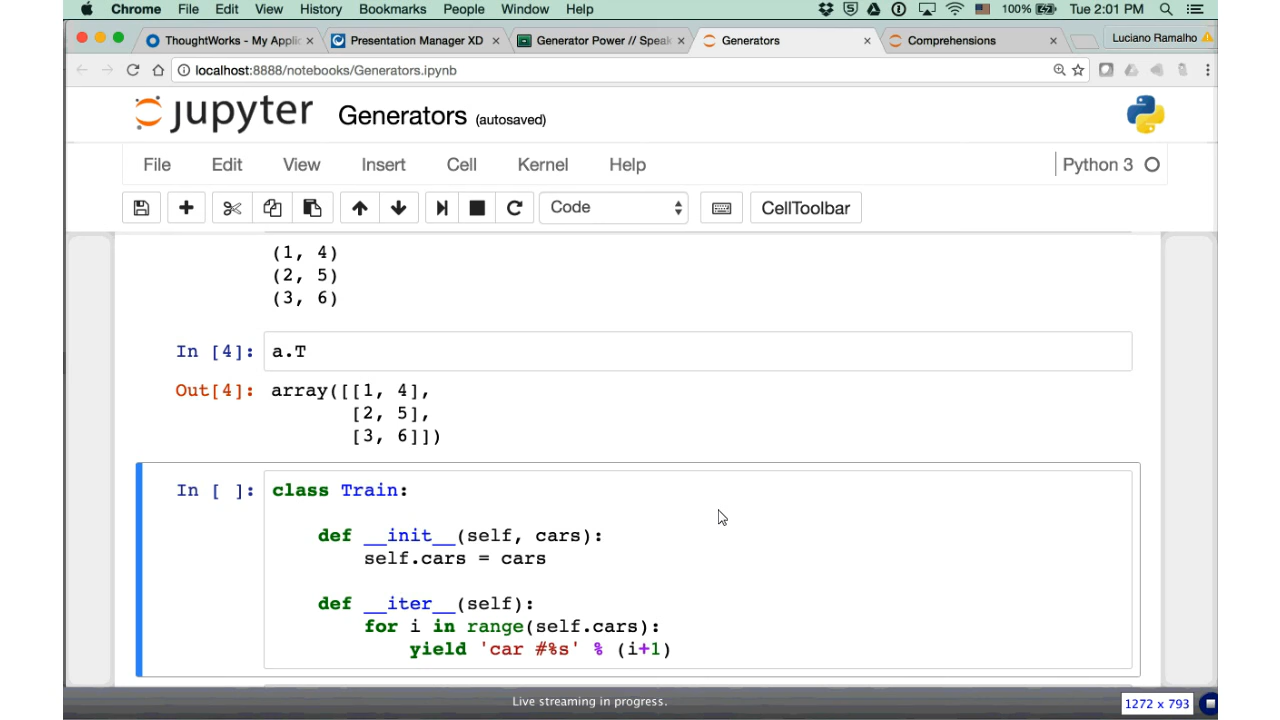 Chrome File Edit View History Bookmarks People Window Help 100% Tue 2:01 PM
ThoughtWorks - My Applic Presentation Manager XD Generator Power // Speak Generators Comprehensions Luciano Ramalho
localhost:8888/notebooks/Generators.ipynb
jupyter Generators (autosaved)
File Edit View Insert Cell Kernel Help Python 3
Code CellToolbar
(1, 4)
(2, 5)
(3, 6)
In [4]: a.T
Out[4]: array([[1, 4],
[2, 5],
[3, 6]])
In [ ]: class Train:
def __init__(self, cars):
self.cars = cars
def __iter__(self):
for i in range(self.cars):
yield 'car #%s' % (i+1)
Live streaming in progress.
1272 x 793